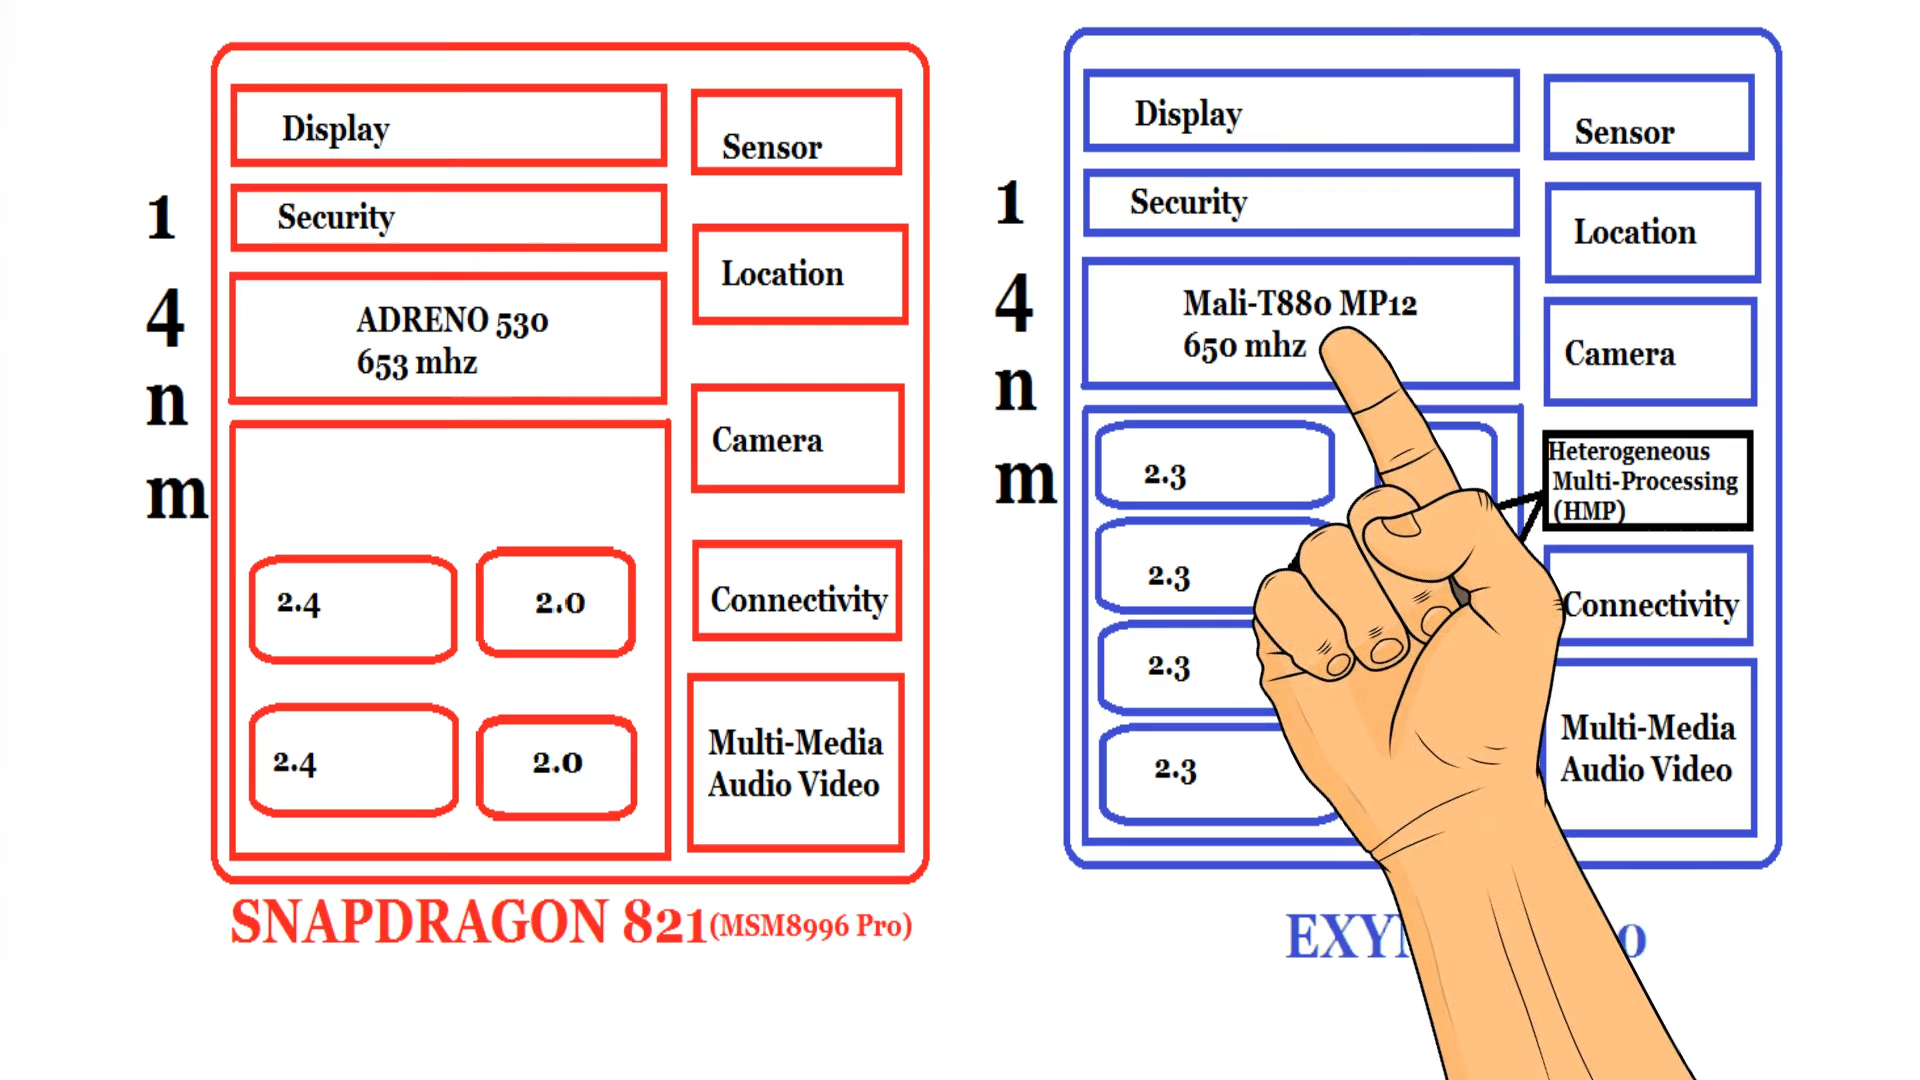 1
4
n
m
Display
Security
ADRENO 530
653 mhz
2.4
2.0
2.4
2.0
Sensor
Location
Camera
Connectivity
Multi-Media
Audio Video
SNAPDRAGON 821 (MSM8996 Pro)
1
4
n
m
Display
Security
Mali-T880 MP12
650 mhz
2.3
2.3
2.3
2.3
Sensor
Location
Camera
Heterogeneous
Multi-Processing
(HMP)
Connectivity
Multi-Media
Audio Video